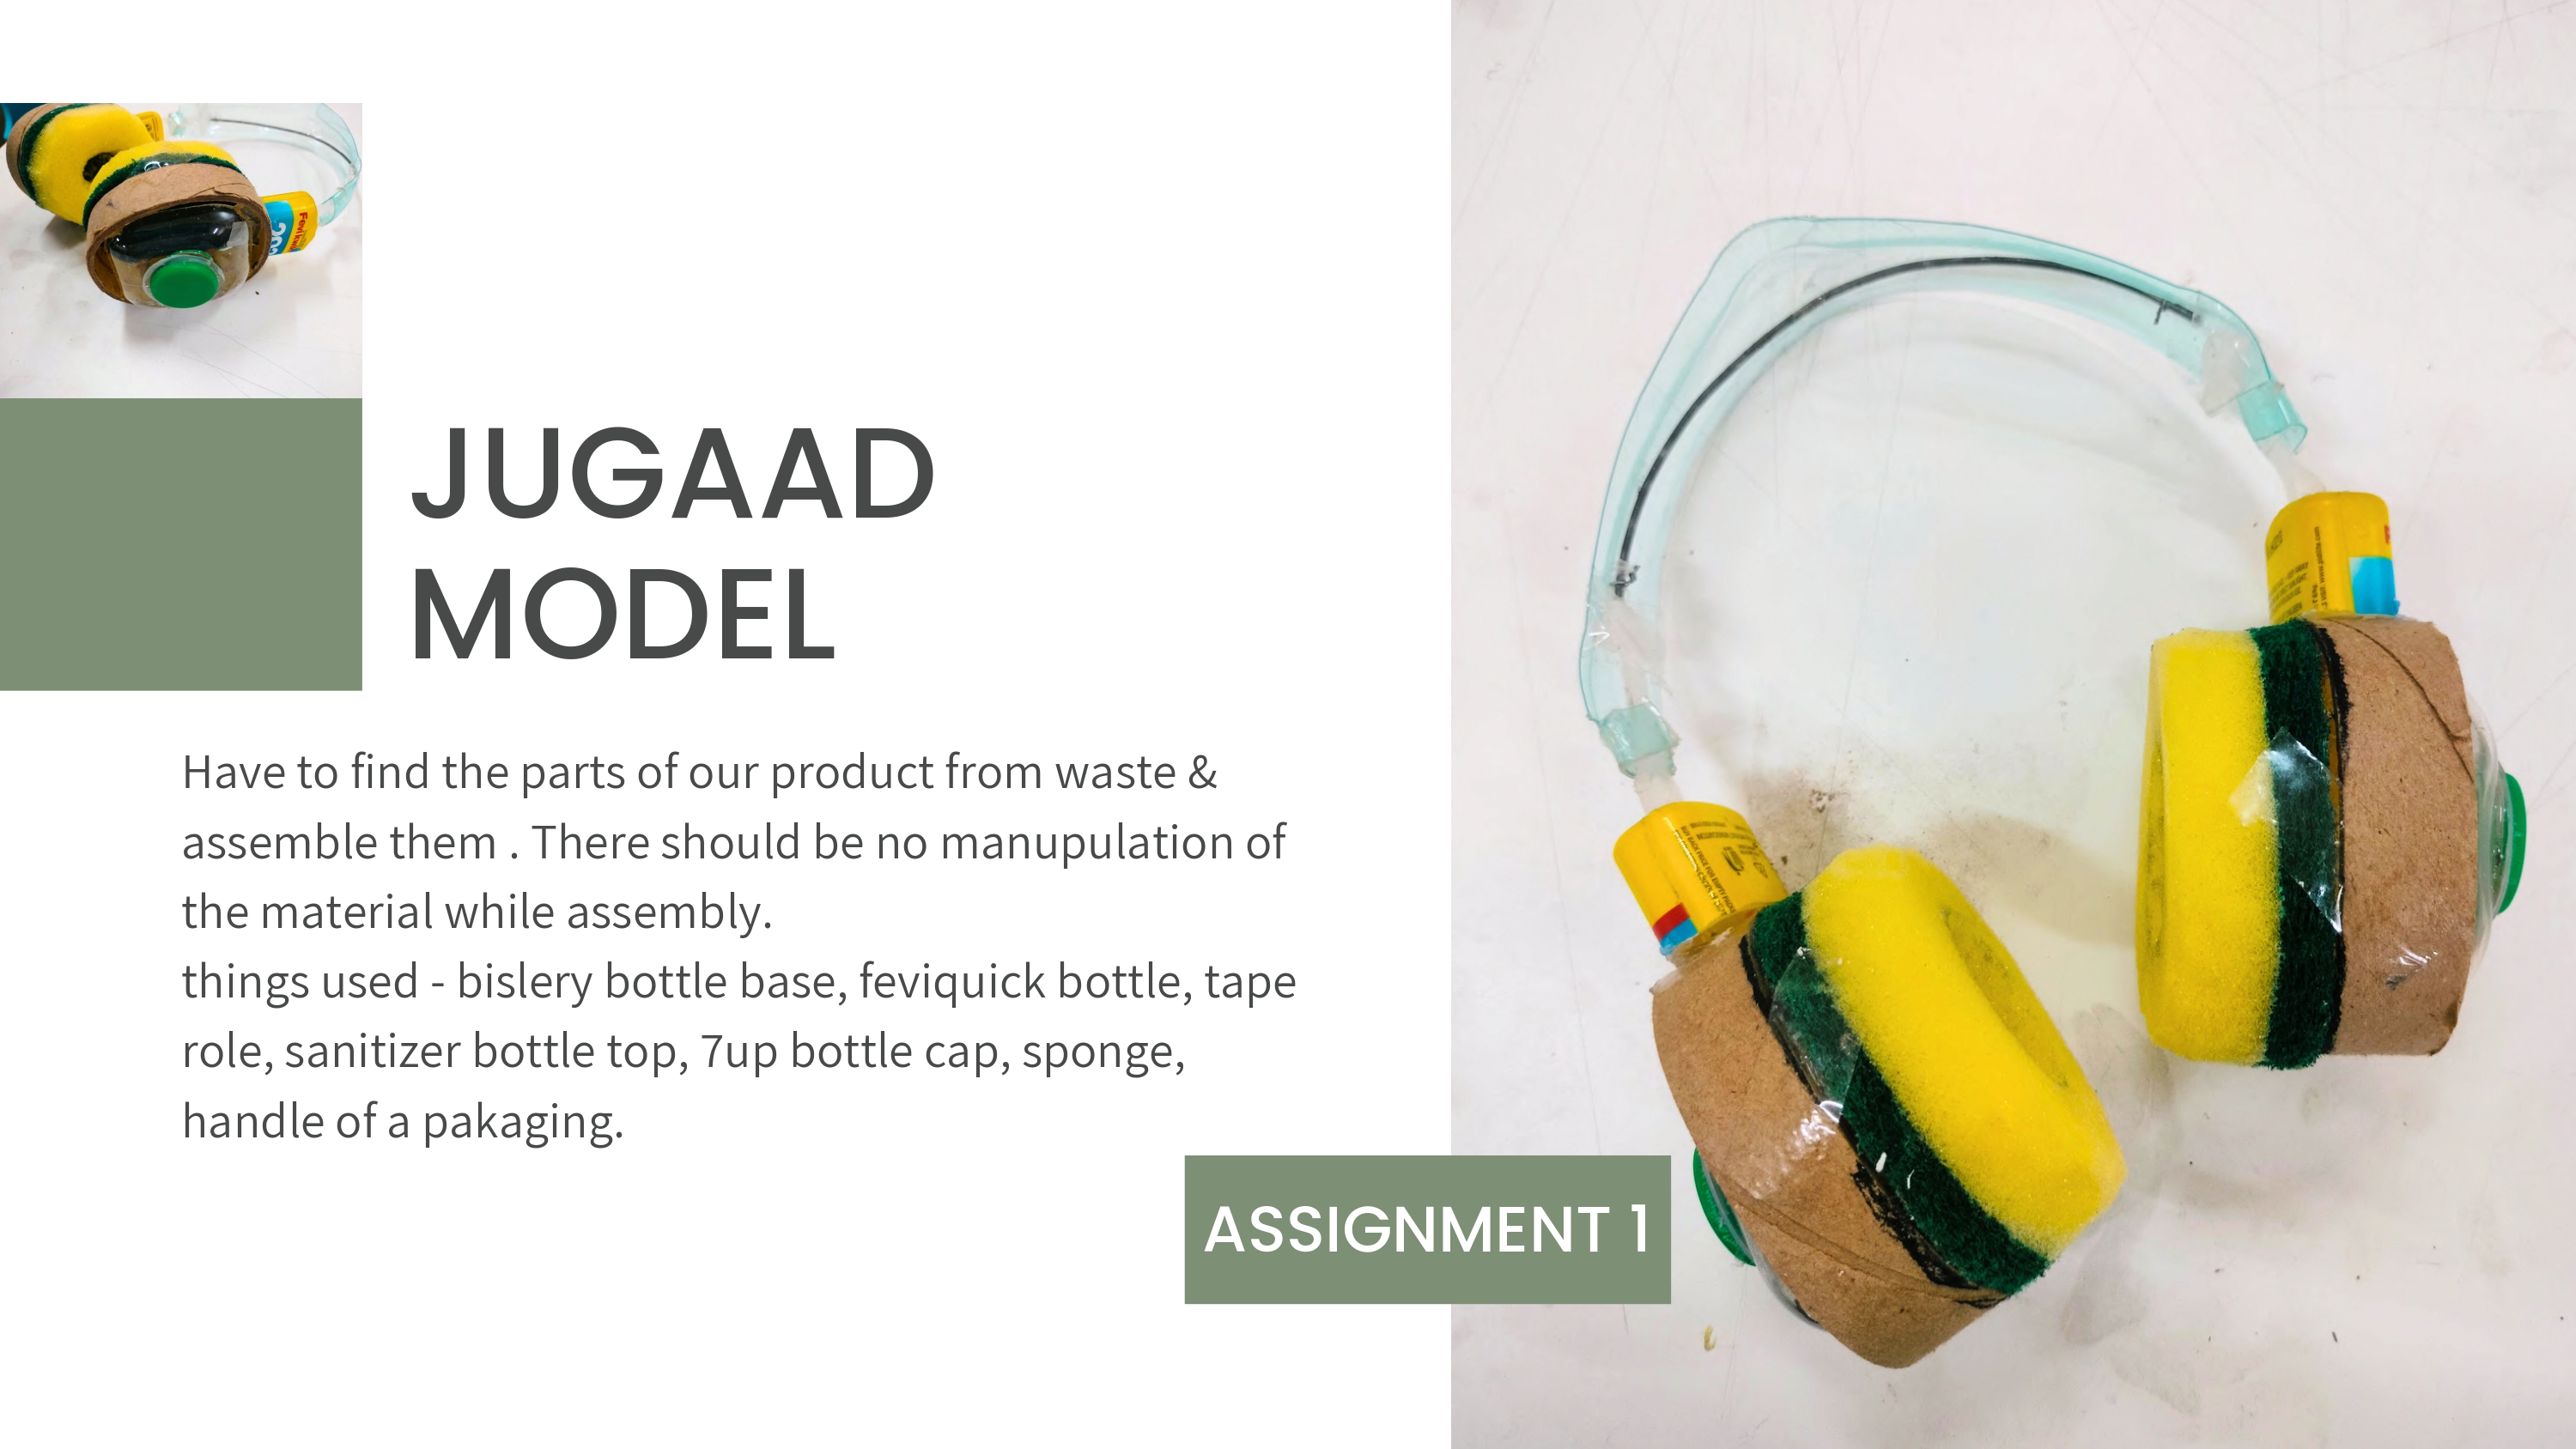 JUGAAD
MODEL
Have to find the parts of our product from waste &
assemble them . There should be no manupulation of
the material while assembly.
things used - bislery bottle base, feviquick bottle, tape
role, sanitizer bottle top, 7up bottle cap, sponge,
handle of a pakaging.
ASSIGNMENT 1